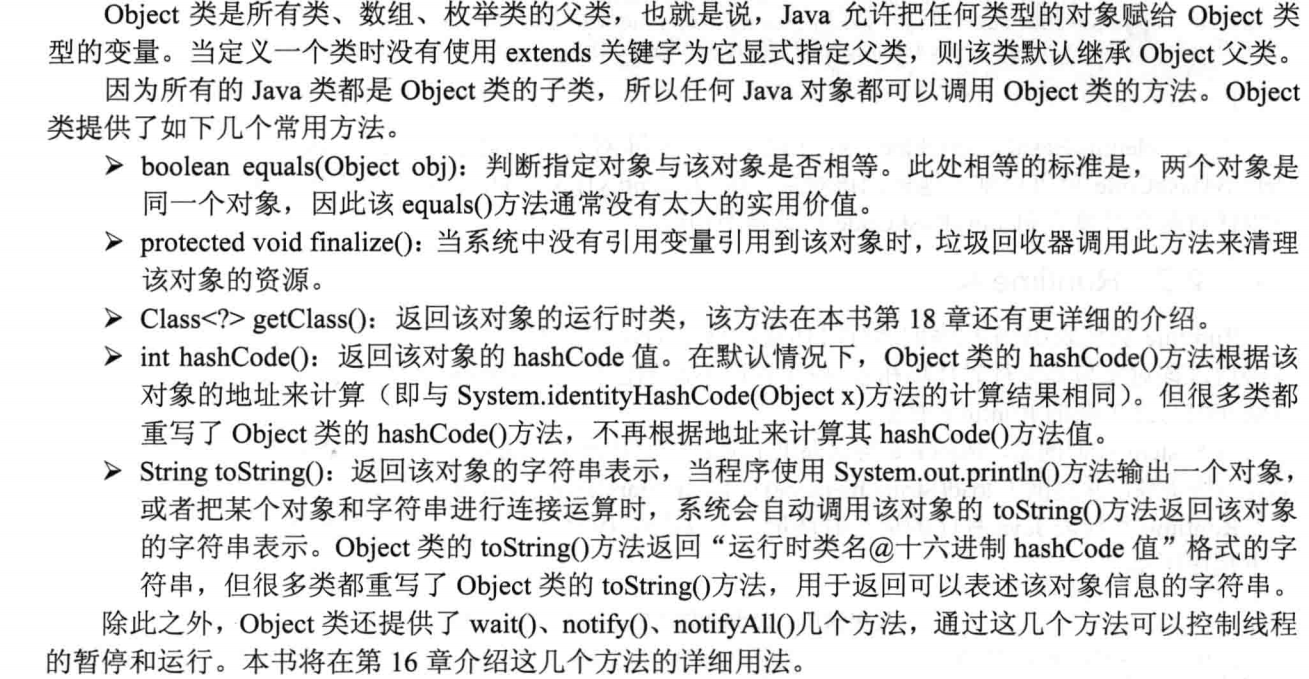 Object 类是所有类、数组、枚举类的父类，也就是说，Java 允许把任何类型的对象赋给 Object 类
型的变量。当定义一个类时没有使用 extends 关键字为它显式指定父类，则该类默认继承 Object 父类。
因为所有的 Java 类都是 Object 类的子类，所以任何 Java 对象都可以调用 Object 类的方法。Object
类提供了如下几个常用方法。
➢ boolean equals(Object obj)：判断指定对象与该对象是否相等。此处相等的标准是，两个对象是
同一个对象，因此该 equals()方法通常没有太大的实用价值。
➢ protected void finalize()：当系统中没有引用变量引用到该对象时，垃圾回收器调用此方法来清理
该对象的资源。
➢ Class<?> getClass()：返回该对象的运行时类，该方法在本书第 18 章还有更详细的介绍。
➢ int hashCode()：返回该对象的 hashCode 值。在默认情况下，Object 类的 hashCode()方法根据该
对象的地址来计算（即与 System.identityHashCode(Object x)方法的计算结果相同）。但很多类都
重写了 Object 类的 hashCode()方法，不再根据地址来计算其 hashCode()方法值。
➢ String toString()：返回该对象的字符串表示，当程序使用 System.out.println()方法输出一个对象，
或者把某个对象和字符串进行连接运算时，系统会自动调用该对象的 toString()方法返回该对象
的字符串表示。Object 类的 toString()方法返回“运行时类名@十六进制 hashCode 值”格式的字
符串，但很多类都重写了 Object 类的 toString()方法，用于返回可以表述该对象信息的字符串。
除此之外，Object 类还提供了 wait()、notify()、notifyAll()几个方法，通过这几个方法可以控制线程
的暂停和运行。本书将在第 16 章介绍这几个方法的详细用法。